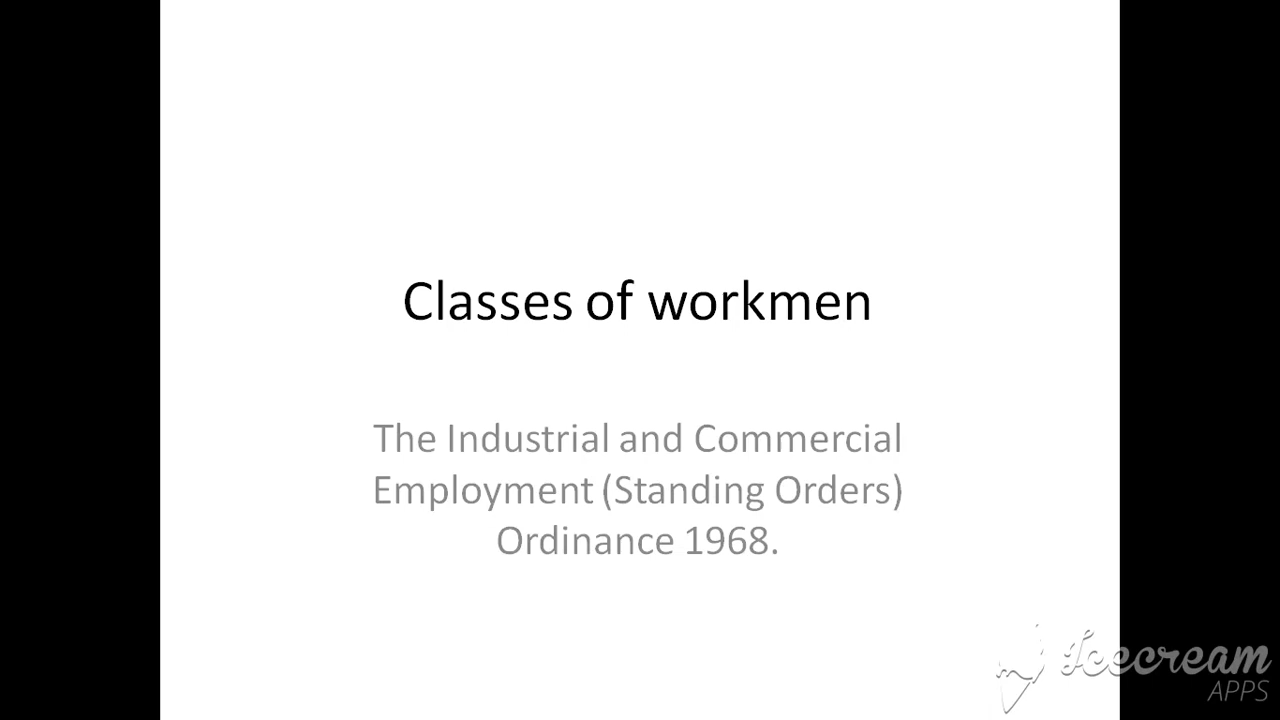 Classes of workmen
The Industrial and Commercial
Employment (Standing Orders)
Ordinance 1968.
Icecream
APPS